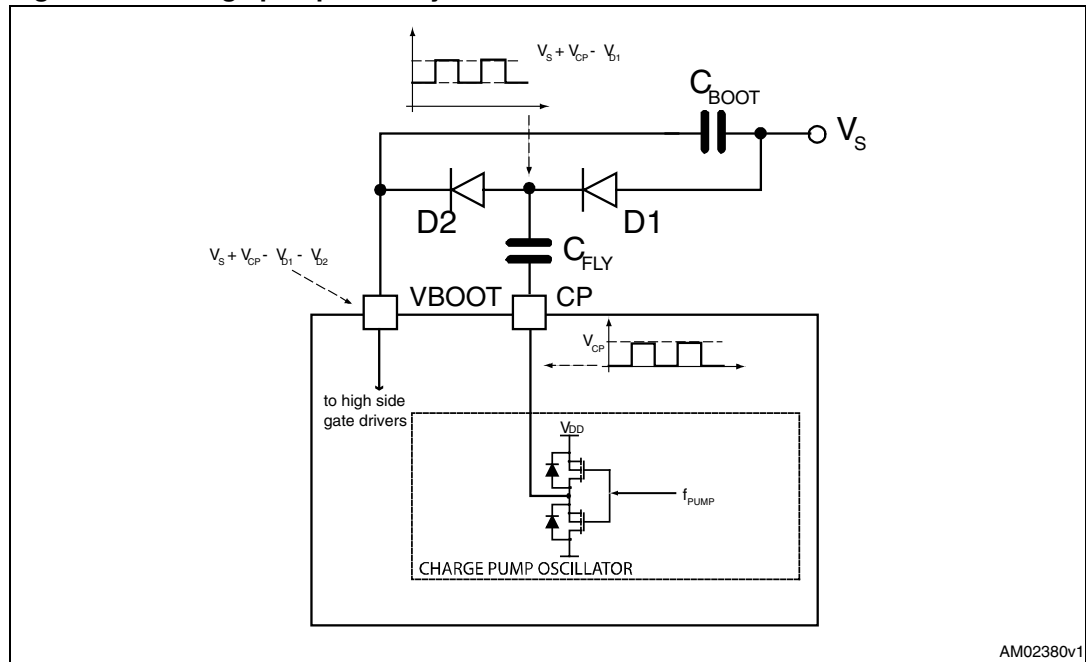 V_S + V_CP - V_D1
C_BOOT
V_S
D2
D1
C_FLY
V_S + V_CP - V_D1 - V_D2
VBOOT
CP
V_CP
to high side
gate drivers
V_DD
f_PUMP
CHARGE PUMP OSCILLATOR
AM02380v1